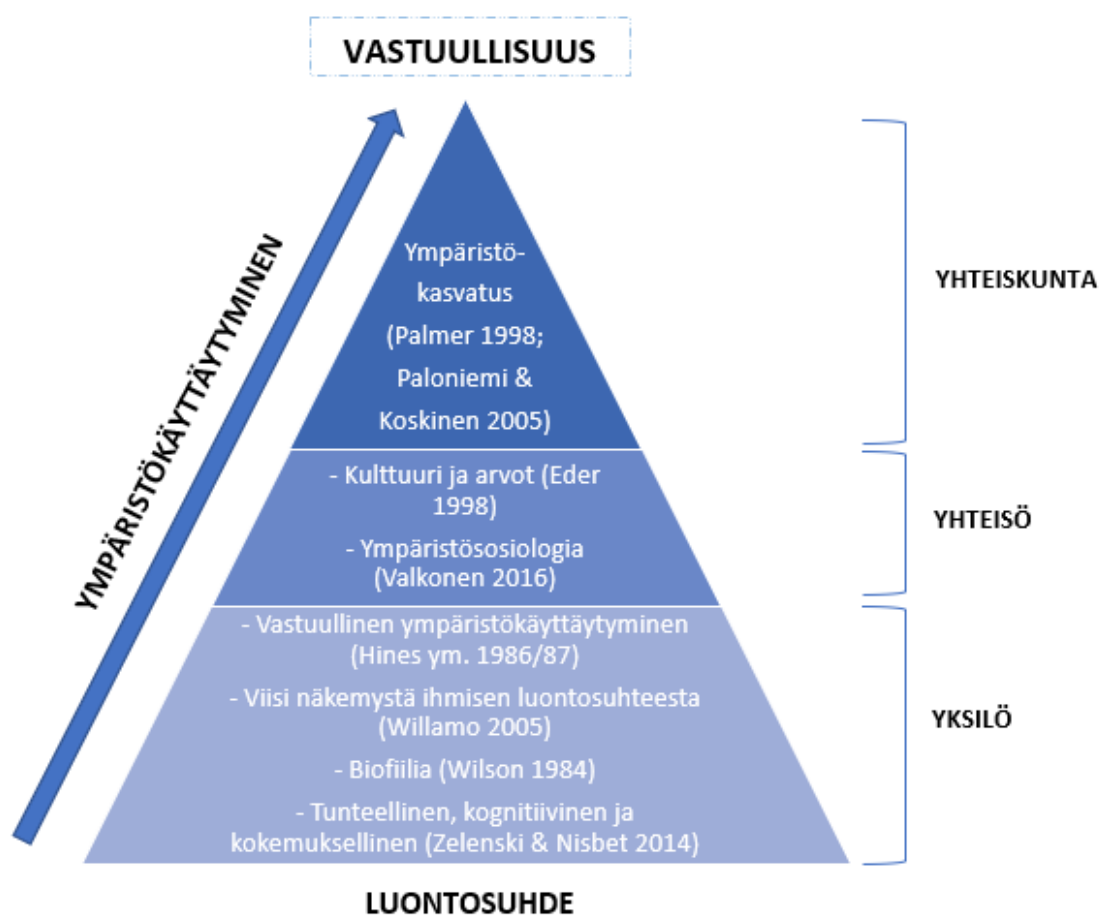 VASTUULLISUUS
YMPÄRISTÖKÄYTTÄYTYMINEN
Ympäristö-
kasvatus
(Palmer 1998;
Paloniemi &
Koskinen 2005)
YHTEISKUNTA
- Kulttuuri ja arvot (Eder
1998)
- Ympäristösosiologia
(Valkonen 2016)
YHTEISÖ
- Vastuullinen ympäristökäyttäytyminen
(Hines ym. 1986/87)
- Viisi näkemystä ihmisen luontosuhteesta
(Willamo 2005)
- Biofiilia (Wilson 1984)
- Tunteellinen, kognitiivinen ja
kokemuksellinen (Zelenski & Nisbet 2014)
YKSILÖ
LUONTOSUHDE